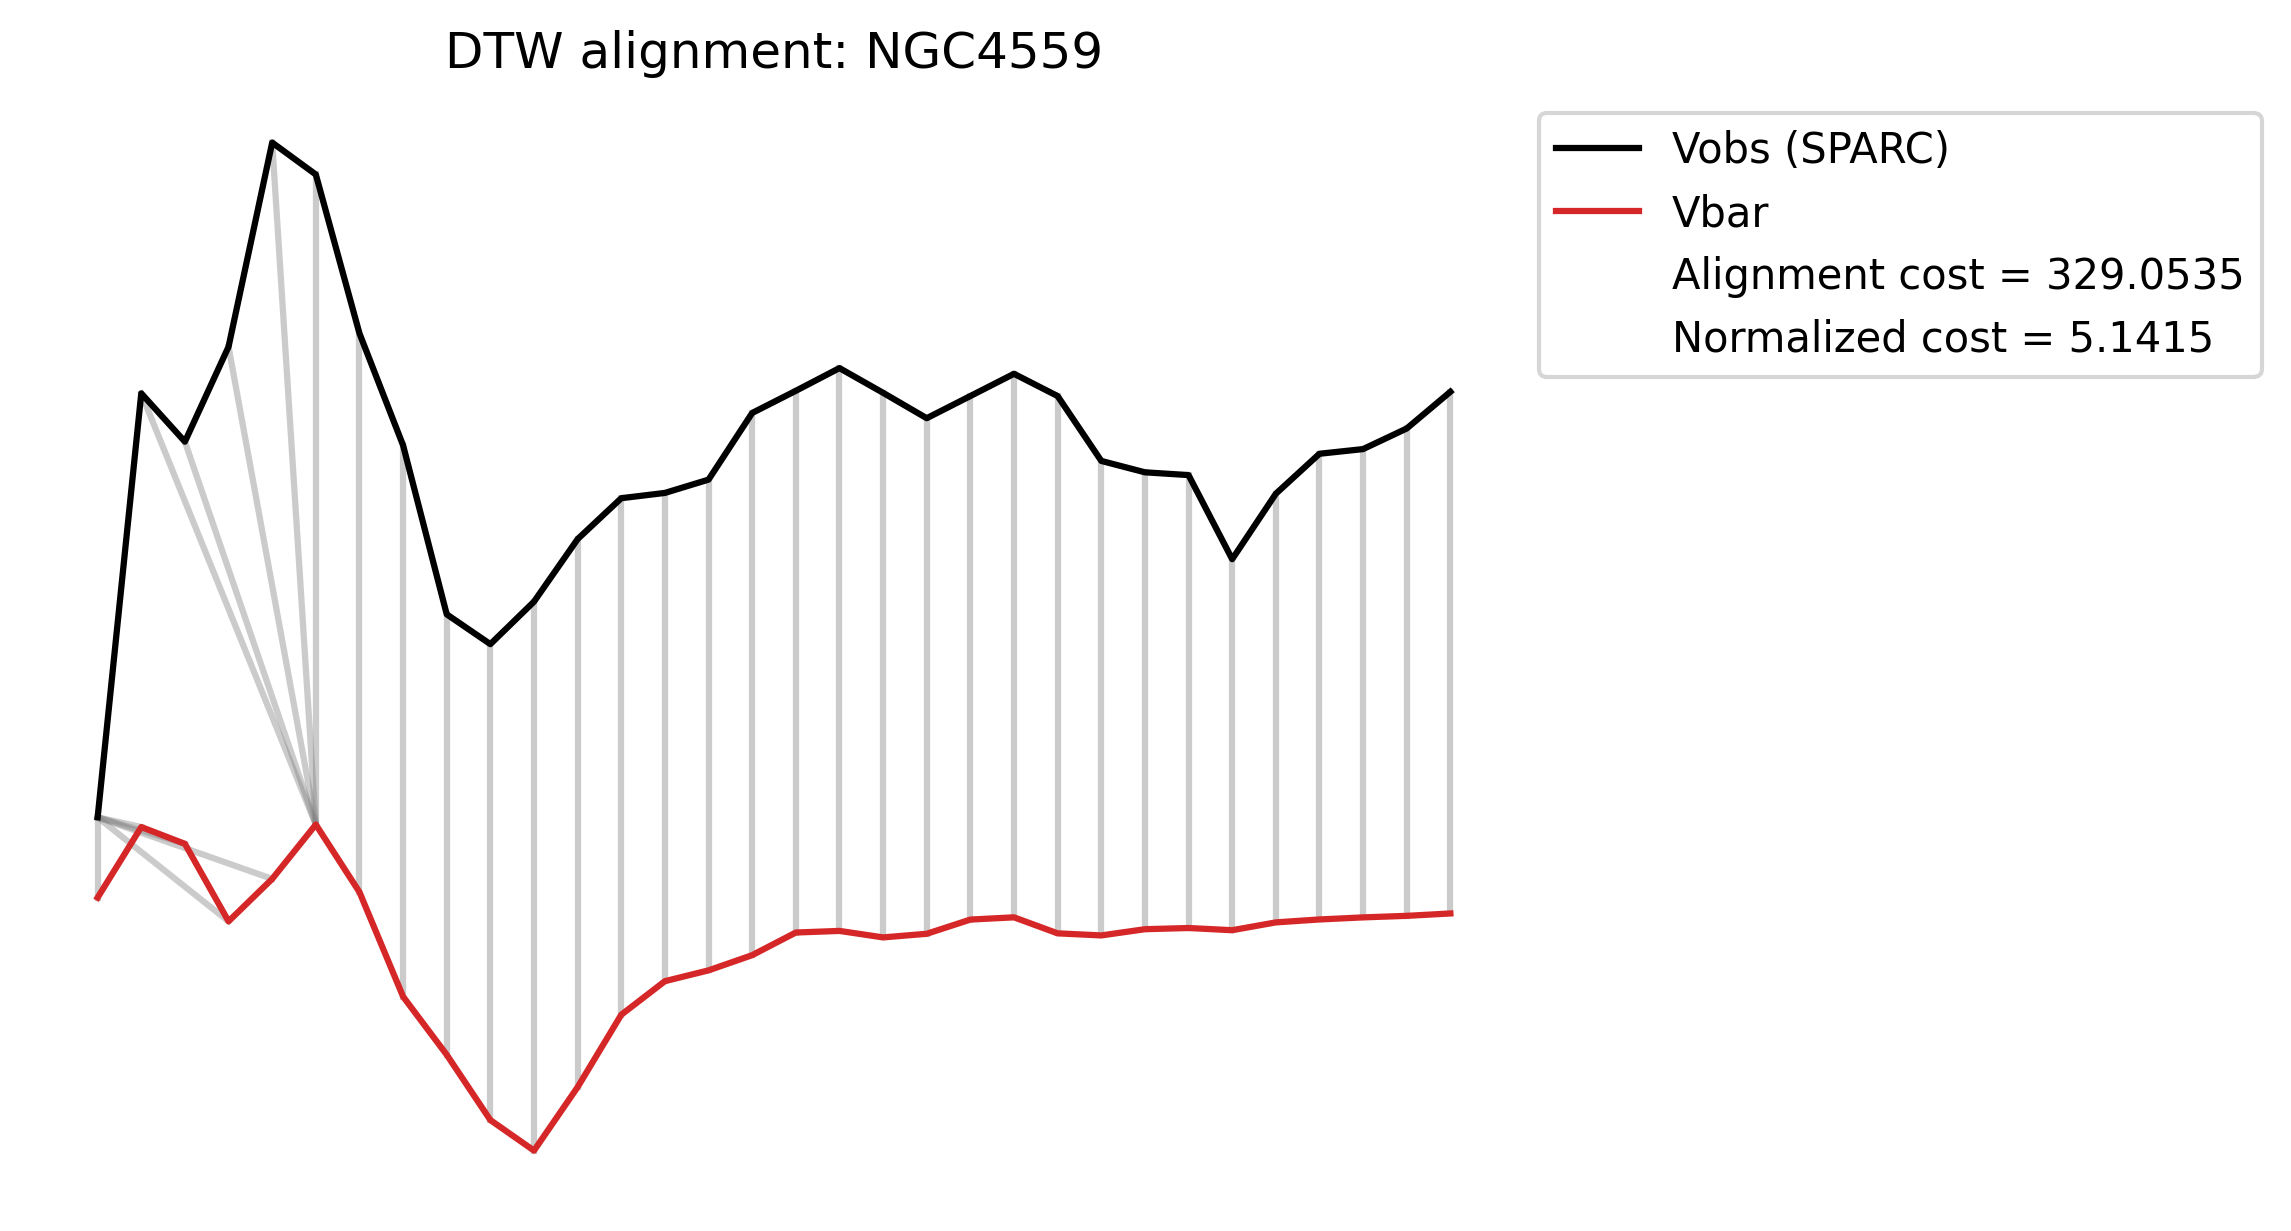 DTW alignment: NGC4559
Vobs (SPARC)
Vbar
Alignment cost = 329.0535
Normalized cost = 5.1415